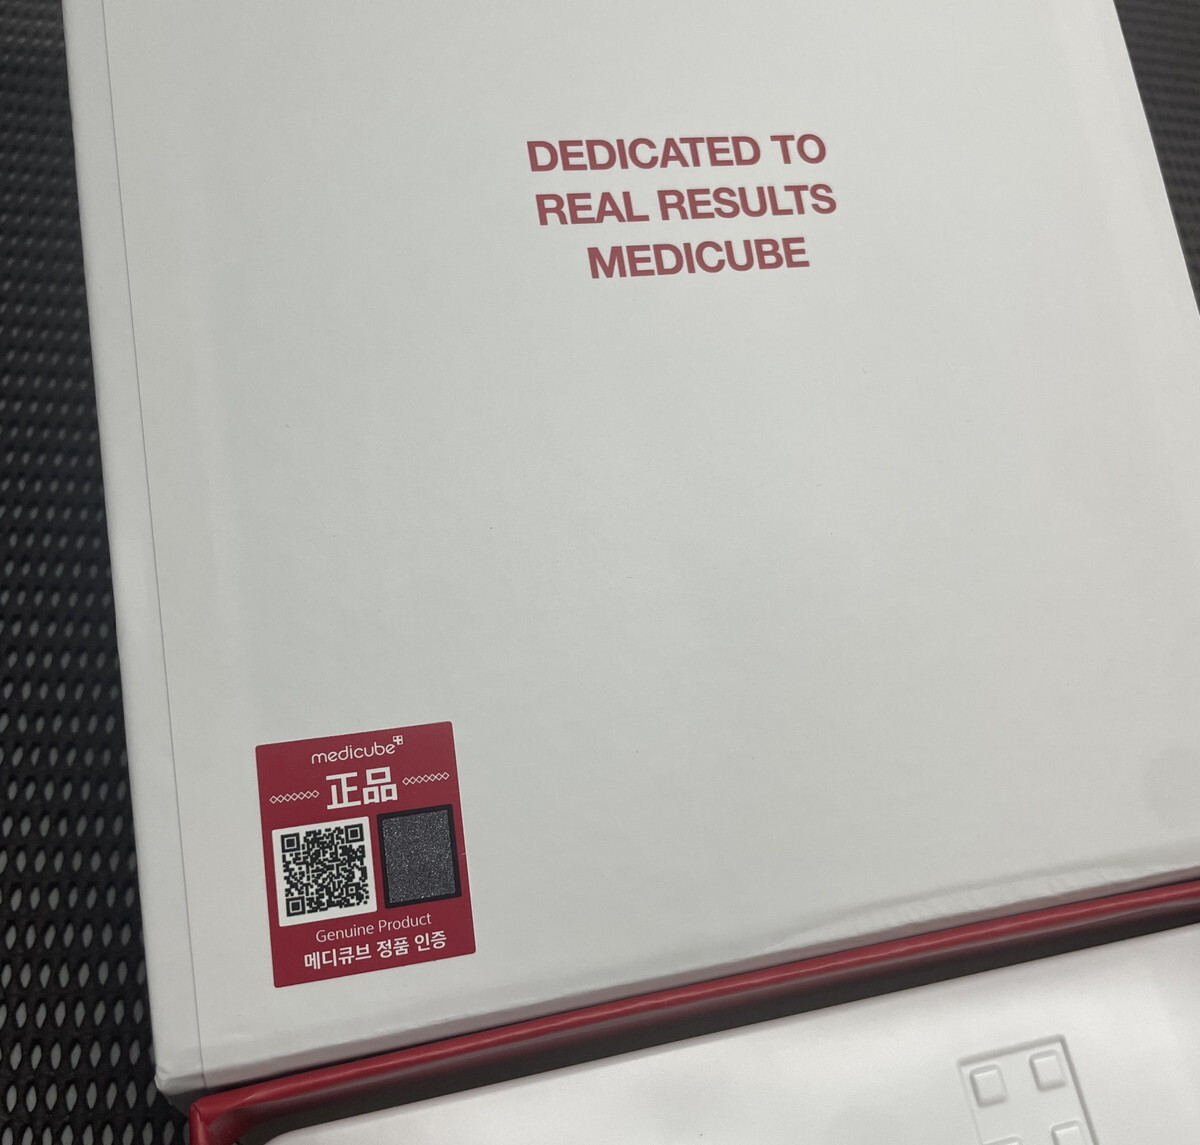 DEDICATED TO
REAL RESULTS
MEDICUBE
medicube
正品
Genuine Product
메디큐브 정품 인증